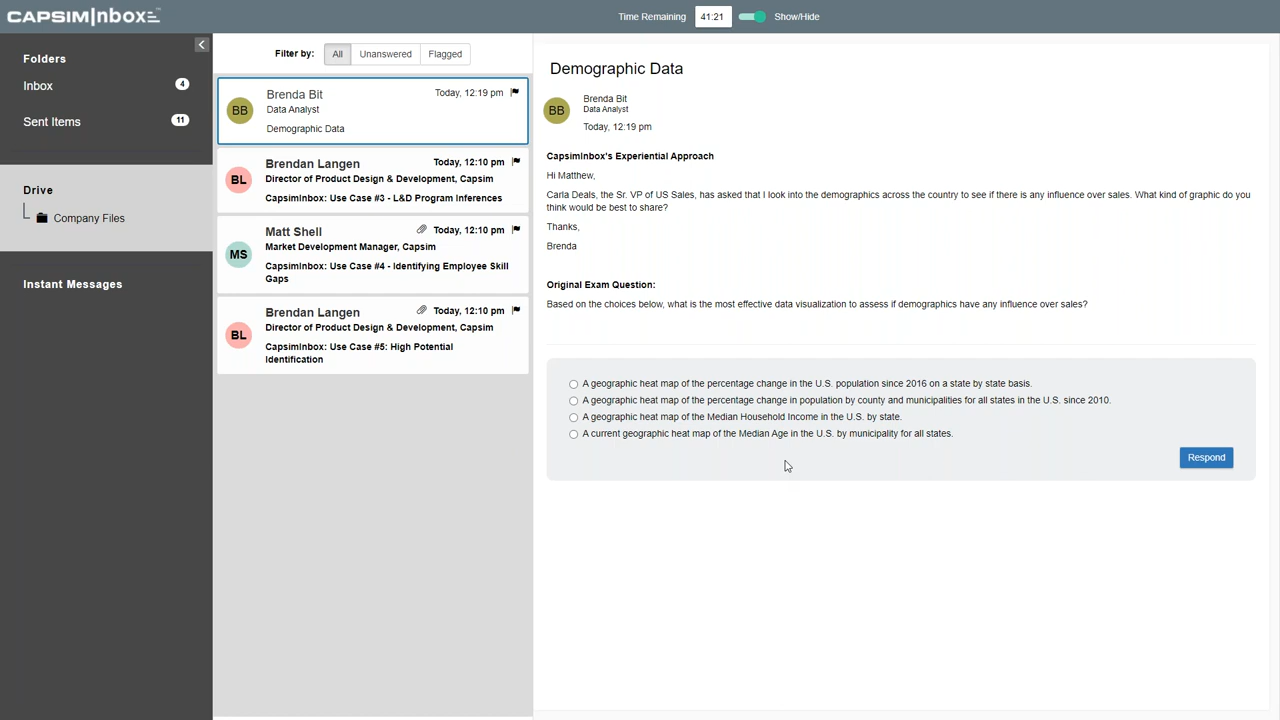 CAPSIM|nbox
Time Remaining 41:21 Show/Hide
Folders
Inbox 4
Sent Items 11
Drive
Company Files
Instant Messages
Filter by: All Unanswered Flagged
BB
Brenda Bit Today, 12:19 pm
Data Analyst
Demographic Data
BL
Brendan Langen Today, 12:10 pm
Director of Product Design & Development, Capsim
CapsimInbox: Use Case #3 - L&D Program Inferences
MS
Matt Shell Today, 12:10 pm
Market Development Manager, Capsim
CapsimInbox: Use Case #4 - Identifying Employee Skill
Gaps
BL
Brendan Langen Today, 12:10 pm
Director of Product Design & Development, Capsim
CapsimInbox: Use Case #5: High Potential
Identification
Demographic Data
BB
Brenda Bit
Data Analyst
Today, 12:19 pm
CapsimInbox's Experiential Approach
Hi Matthew,
Carla Deals, the Sr. VP of US Sales, has asked that I look into the demographics across the country to see if there is any influence over sales. What kind of graphic do you
think would be best to share?
Thanks,
Brenda
Original Exam Question:
Based on the choices below, what is the most effective data visualization to assess if demographics have any influence over sales?
A geographic heat map of the percentage change in the U.S. population since 2016 on a state by state basis.
A geographic heat map of the percentage change in population by county and municipalities for all states in the U.S. since 2010.
A geographic heat map of the Median Household Income in the U.S. by state.
A current geographic heat map of the Median Age in the U.S. by municipality for all states.
Respond